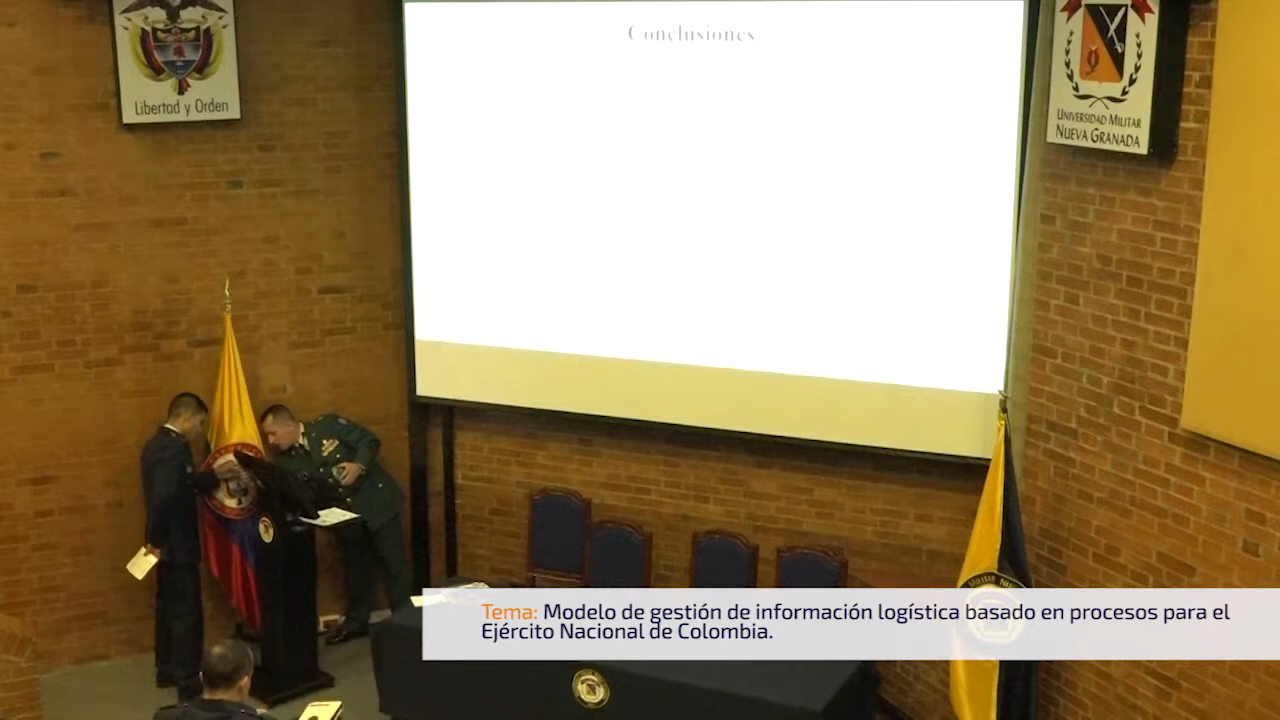 Conclusiones
Libertad y Orden
UNIVERSIDAD MILITAR
NUEVA GRANADA
Tema: Modelo de gestión de información logística basado en procesos para el
Ejército Nacional de Colombia.